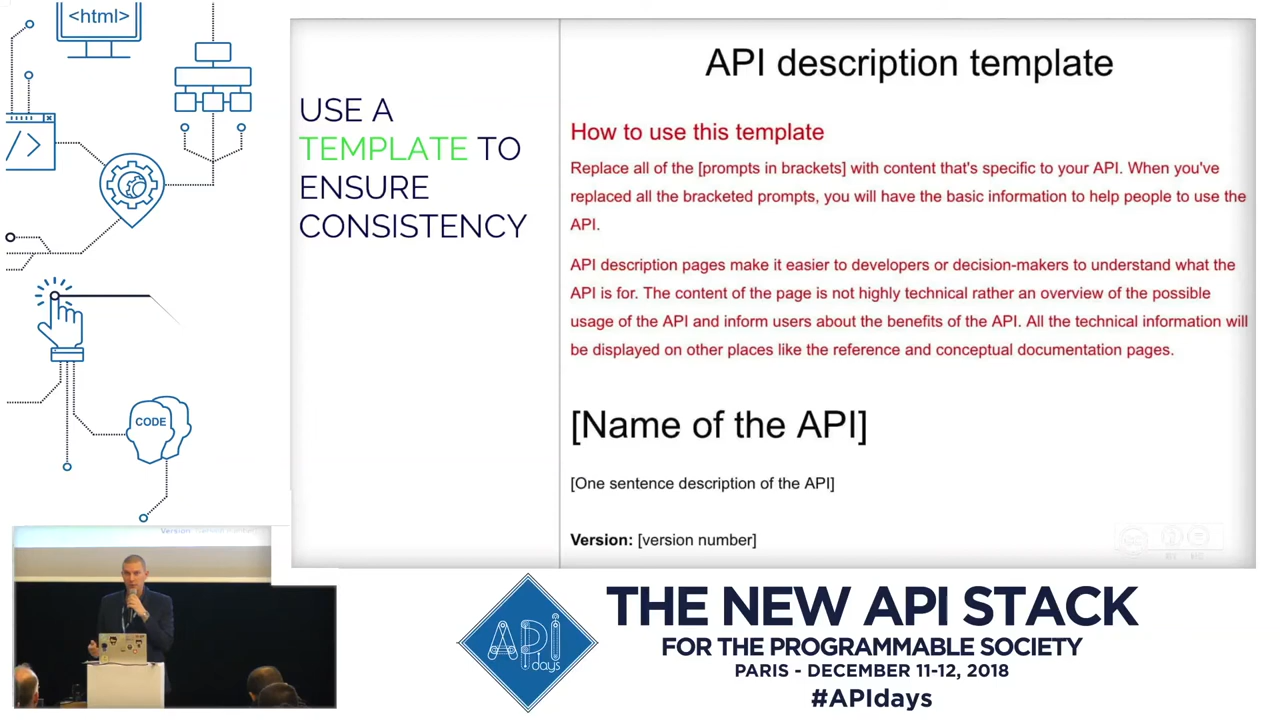 <html>
</>
CODE
USE A
TEMPLATE TO
ENSURE
CONSISTENCY
API description template
How to use this template
Replace all of the [prompts in brackets] with content that's specific to your API. When you've
replaced all the bracketed prompts, you will have the basic information to help people to use the
API.
API description pages make it easier to developers or decision-makers to understand what the
API is for. The content of the page is not highly technical rather an overview of the possible
usage of the API and inform users about the benefits of the API. All the technical information will
be displayed on other places like the reference and conceptual documentation pages.
[Name of the API]
[One sentence description of the API]
Version: [version number]
Version: [version number]
API
days
THE NEW API STACK
FOR THE PROGRAMMABLE SOCIETY
PARIS - DECEMBER 11-12, 2018
#APIdays